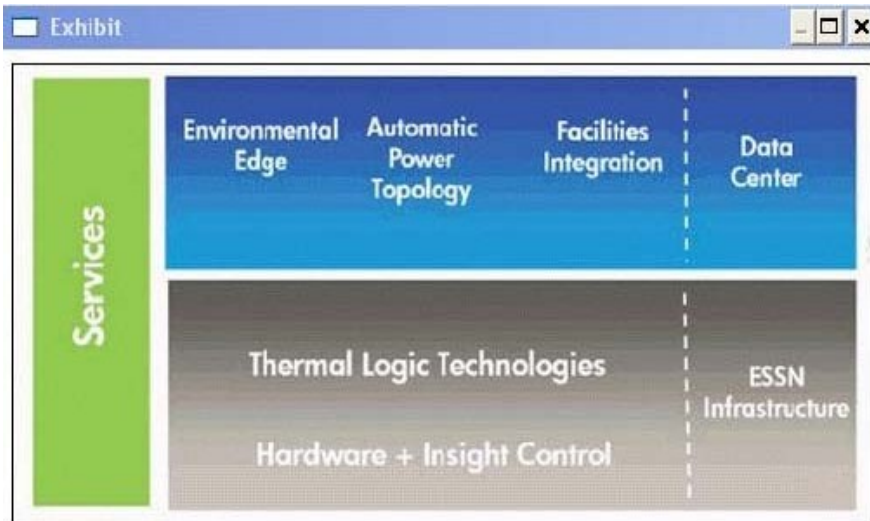 Exhibit
Services
Environmental
Edge
Automatic
Power
Topology
Facilities
Integration
Data
Center
Thermal Logic Technologies
Hardware + Insight Control
ESSN
Infrastructure